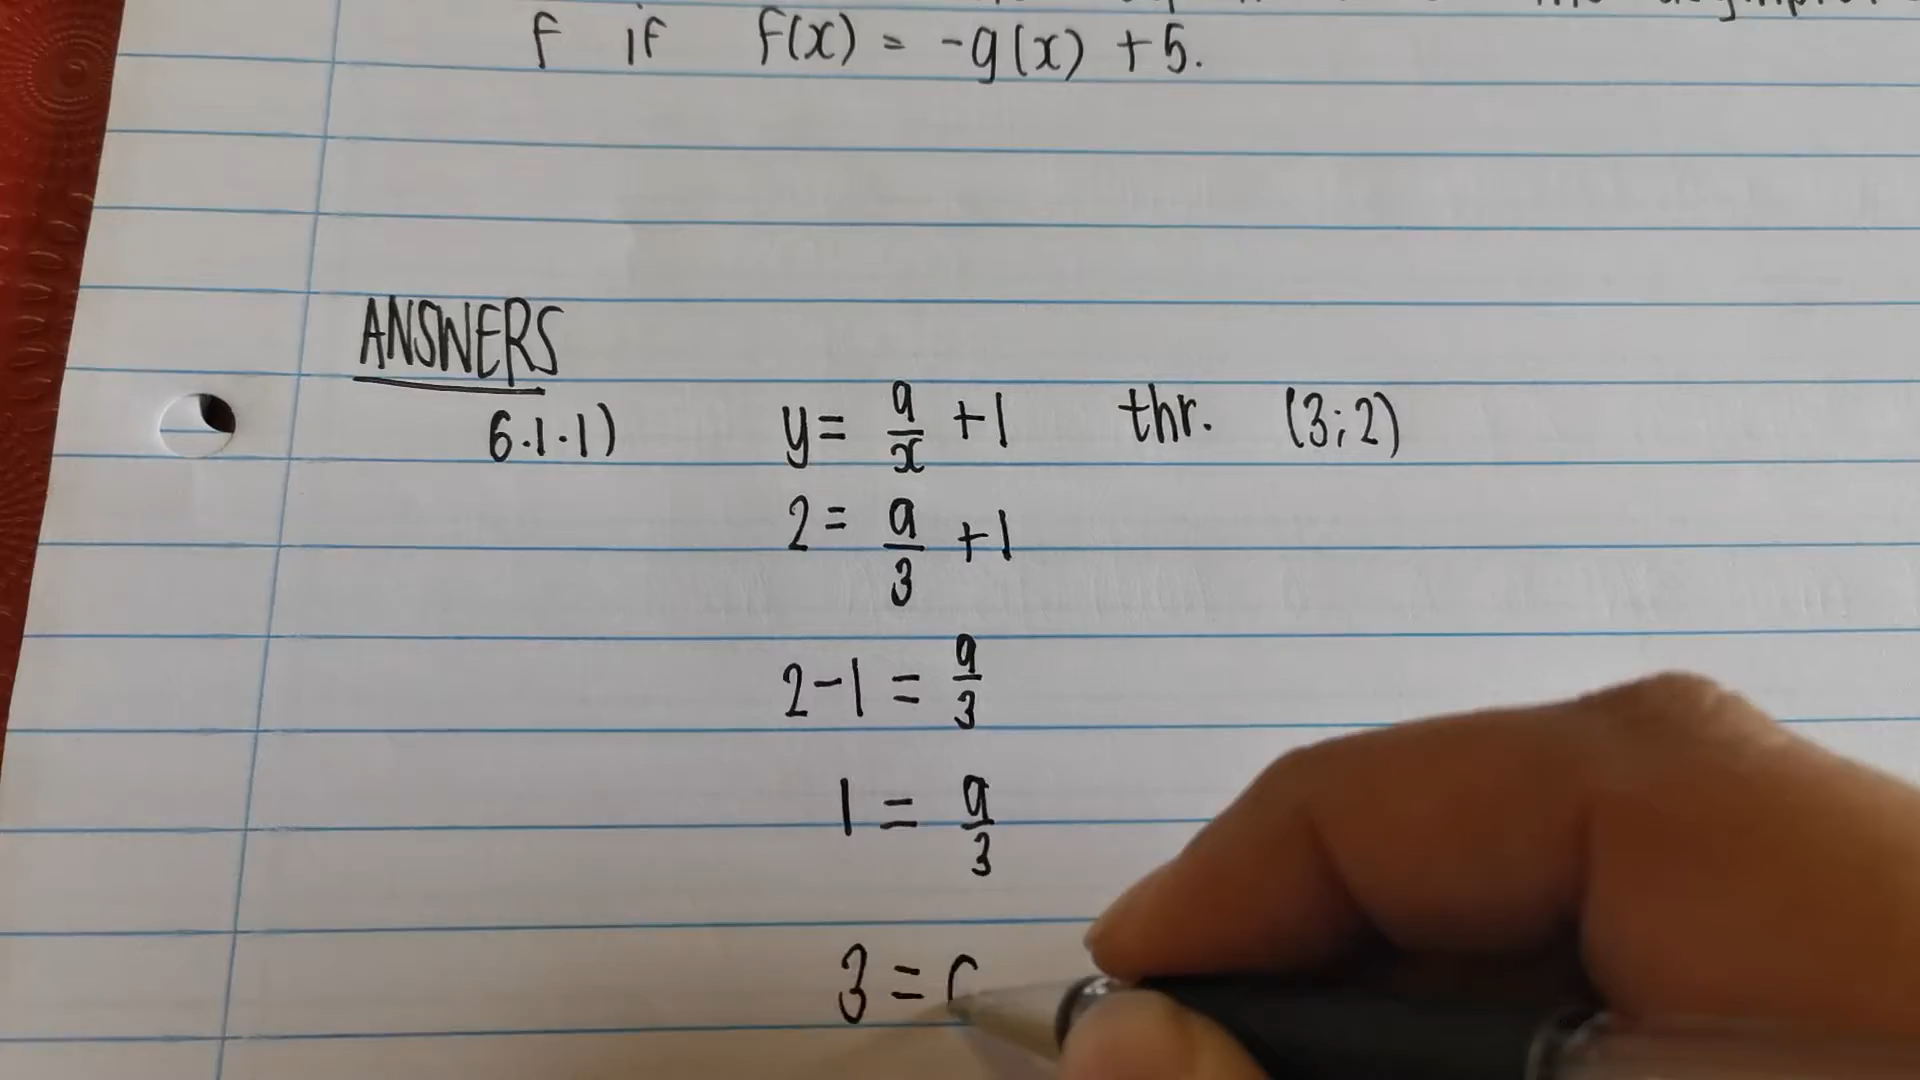 f if f(x) = -g(x) + 5.
ANSWERS
6.1.1) y = a/x + 1 thr. (3;2)
2 = a/3 + 1
2-1 = a/3
1 = a/3
3 =